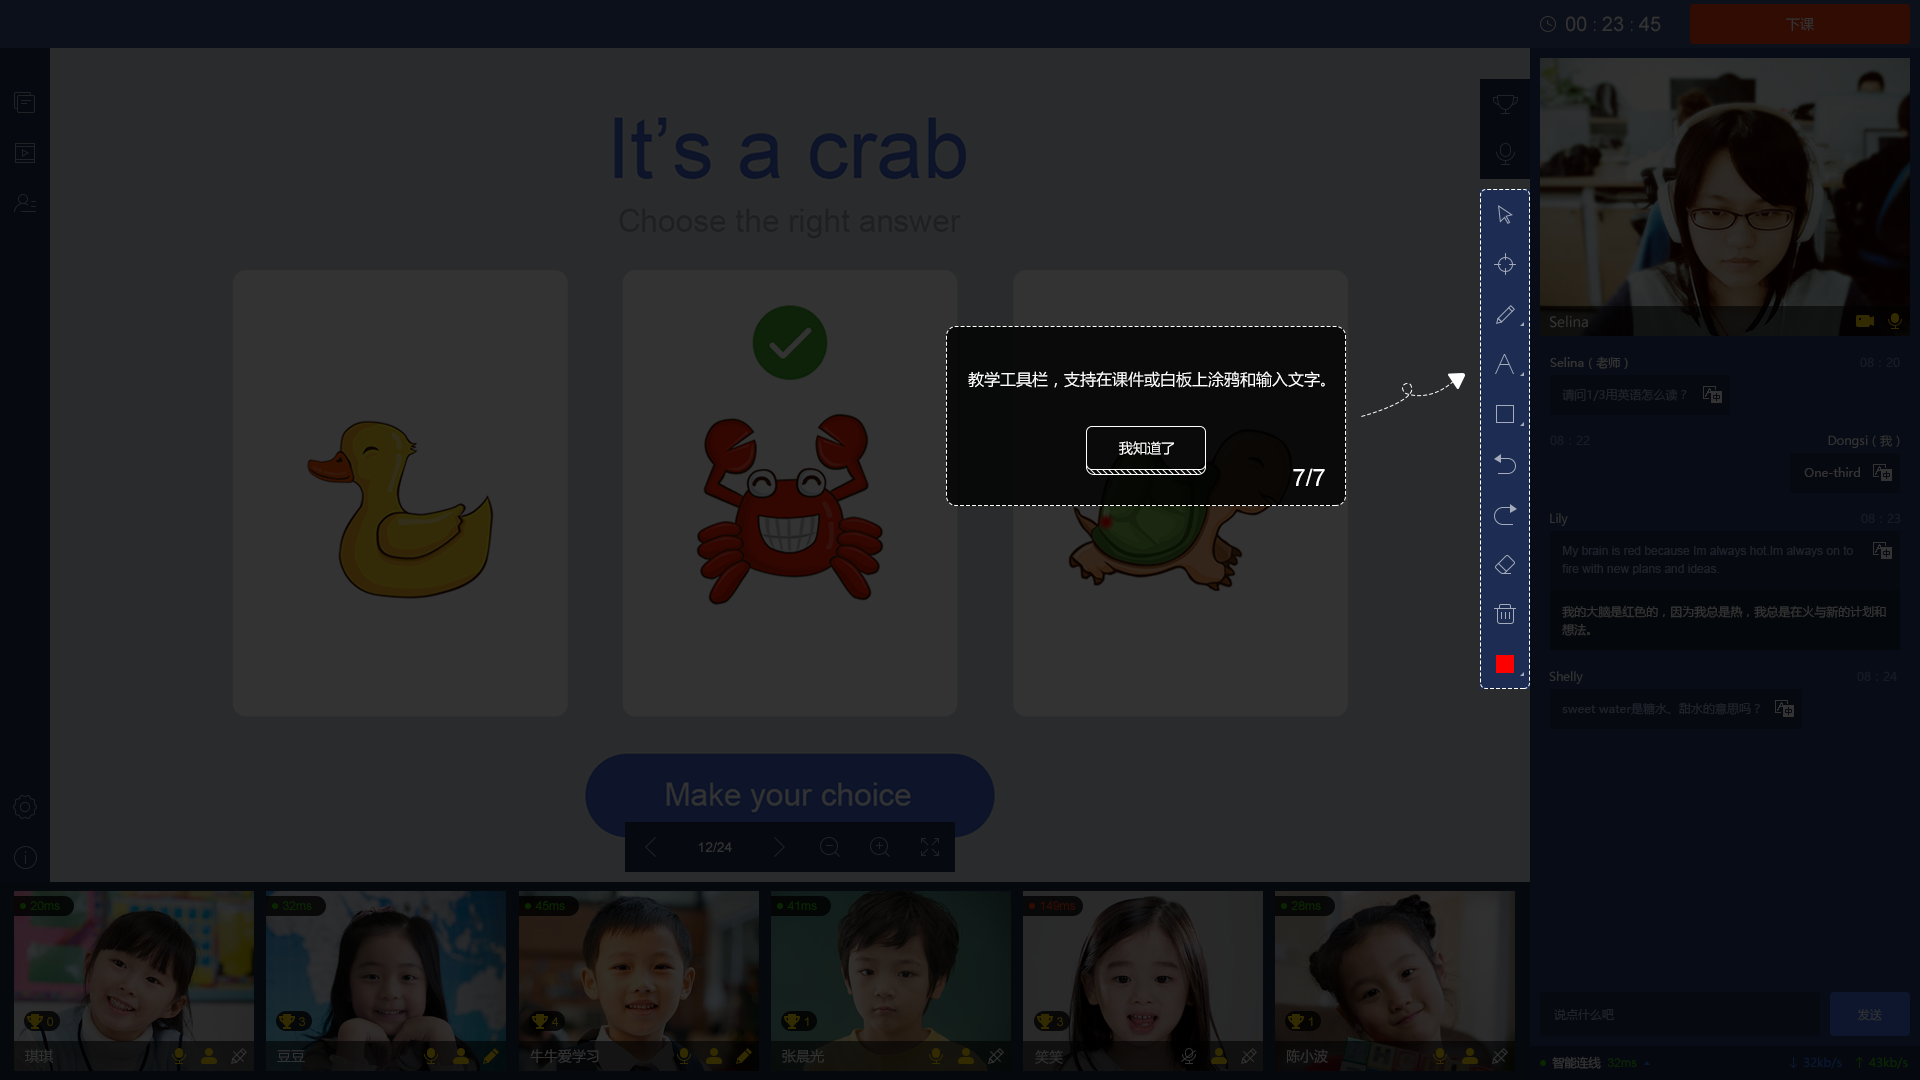 00 : 23 : 45
下课
It's a crab
Choose the right answer
教学工具栏，支持在课件或白板上涂鸦和输入文字。
我知道了
7/7
Make your choice
12/24
Selina
Selina（老师）
08 : 20
请问1/3用英语怎么读？
08 : 22
Dongsi（我）
One-third
Lily
08 : 23
My brain is red because Im always hot.Im always on to
fire with new plans and ideas.
我的大脑是红色的，因为我总是热，我总是在火与新的计划和
想法。
Shelly
08 : 24
sweet water是糖水、甜水的意思吗？
说点什么吧
发送
智能连线 32ms
↓ 32kb/s ↑ 43kb/s
20ms
0
琪琪
32ms
3
豆豆
45ms
4
牛牛爱学习
41ms
1
张晨光
149ms
3
笑笑
28ms
1
陈小波